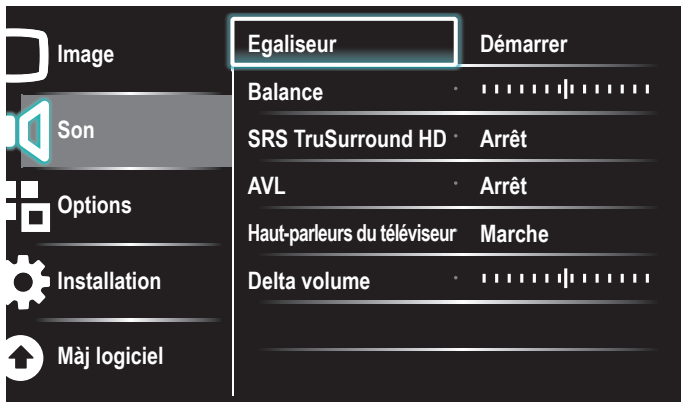 Image
Son
Options
Installation
Màj logiciel
Egaliseur Démarrer
Balance
SRS TruSurround HD Arrêt
AVL Arrêt
Haut-parleurs du téléviseur Marche
Delta volume